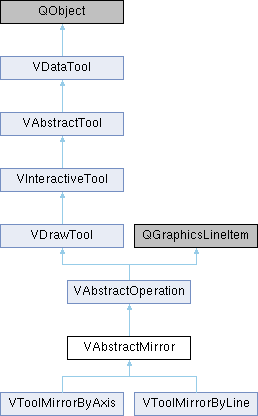 QObject
VDataTool
VAbstractTool
VInteractiveTool
VDrawTool
QGraphicsLineItem
VAbstractOperation
VAbstractMirror
VToolMirrorByAxis
VToolMirrorByLine